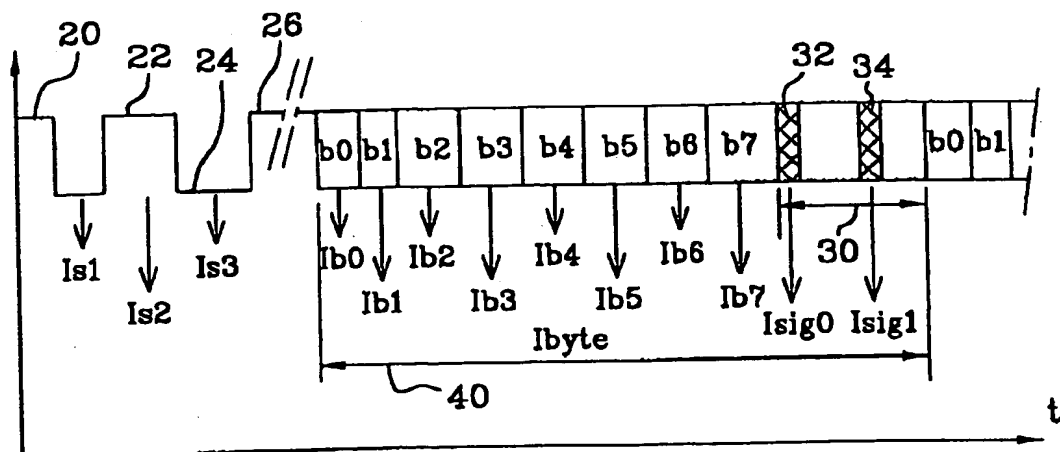 20 22 24 26 32 34
b0 b1 b2 b3 b4 b5 b6 b7 b0 b1
30
Is1 Is3 Ib0 Ib2 Ib4 Ib6
Is2 Ib1 Ib3 Ib5 Ib7 Isig0 Isig1
Ibyte
40
t